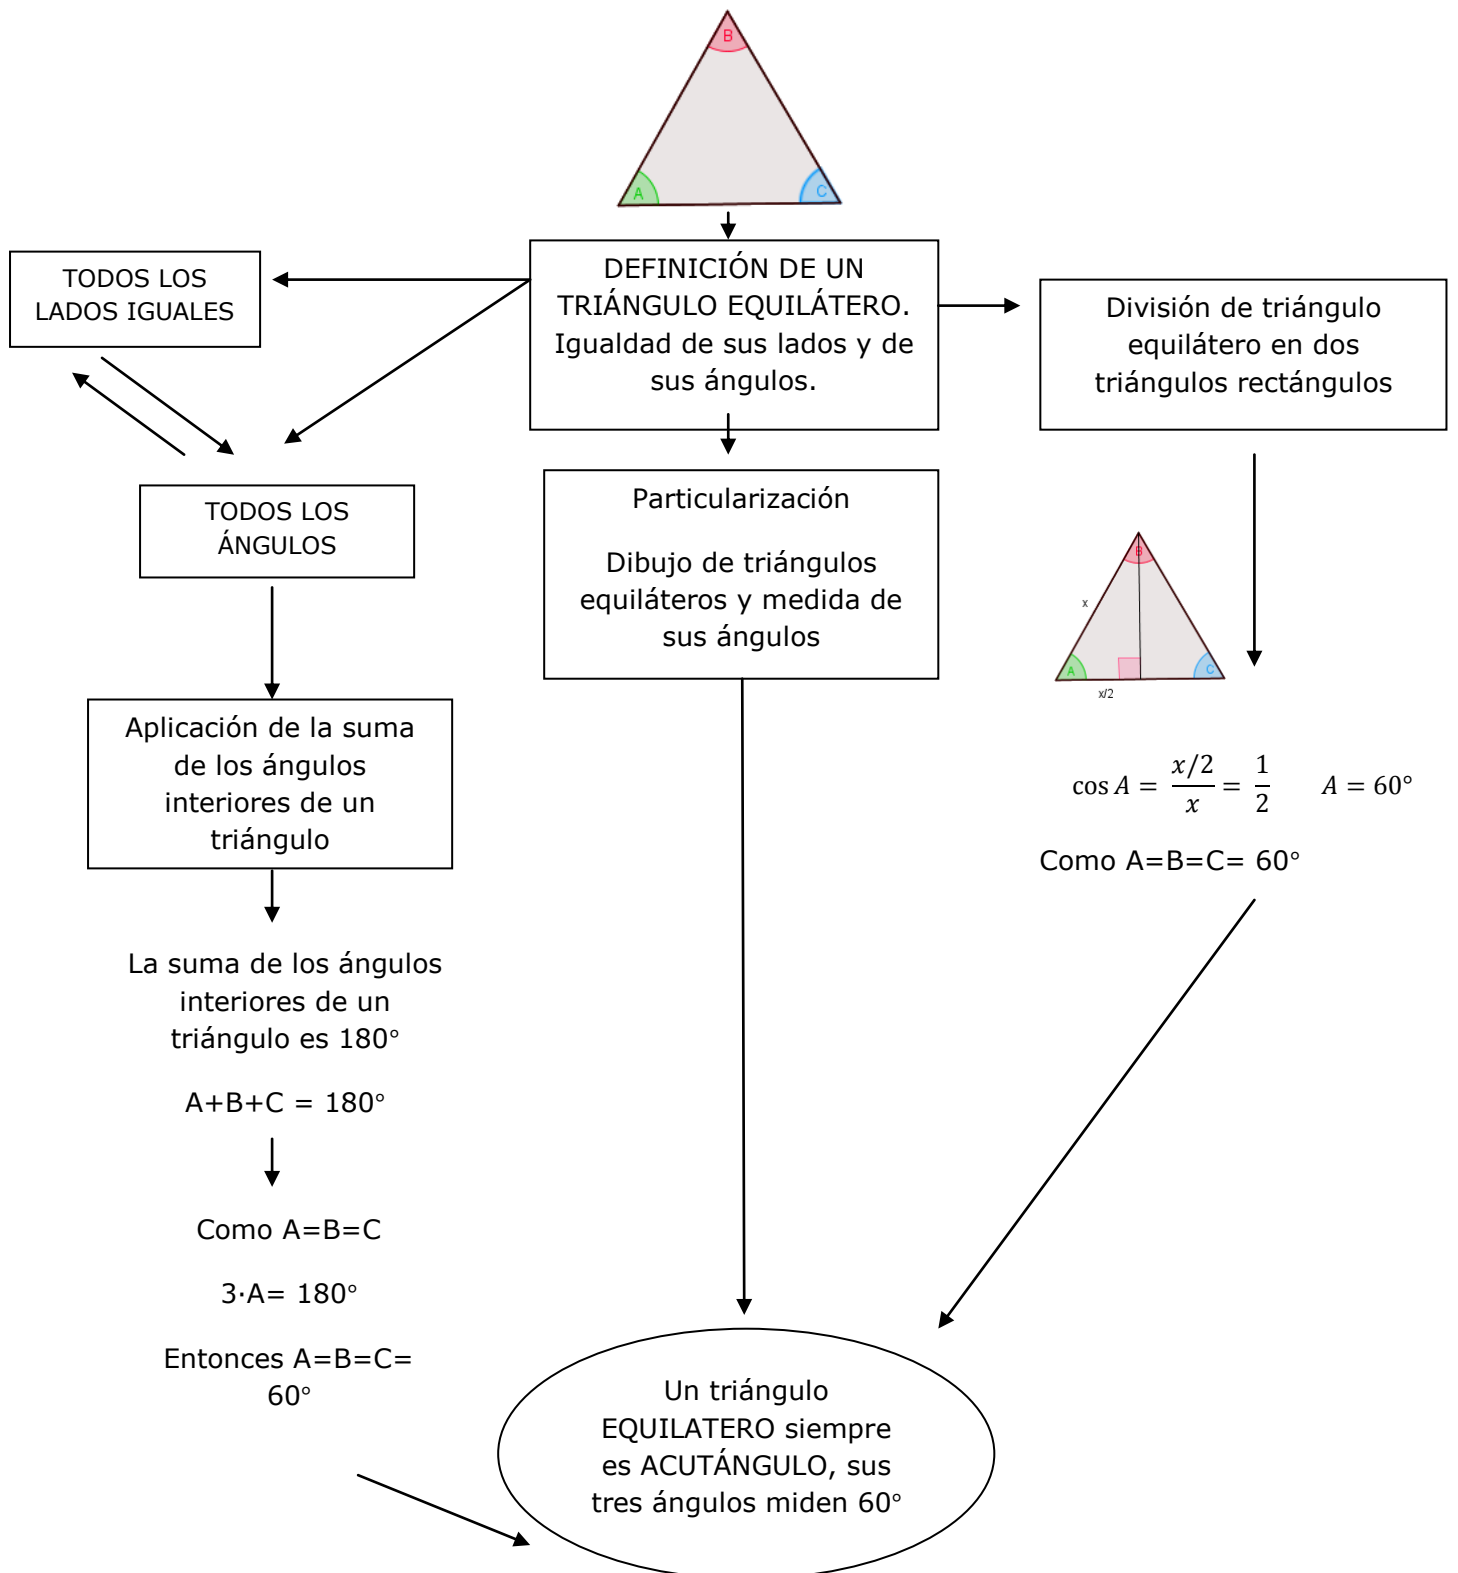 B
A
C
DEFINICIÓN DE UN
TRIÁNGULO EQUILÁTERO.
Igualdad de sus lados y de
sus ángulos.
TODOS LOS
LADOS IGUALES
TODOS LOS
ÁNGULOS
Aplicación de la suma
de los ángulos
interiores de un
triángulo
La suma de los ángulos
interiores de un
triángulo es 180°
A+B+C = 180°
Como A=B=C
3·A= 180°
Entonces A=B=C=
60°
Particularización
Dibujo de triángulos
equiláteros y medida de
sus ángulos
División de triángulo
equilátero en dos
triángulos rectángulos
B
x
A
C
x/2
cos A = (x/2)/x = 1/2 A = 60°
Como A=B=C= 60°
Un triángulo
EQUILATERO siempre
es ACUTÁNGULO, sus
tres ángulos miden 60°